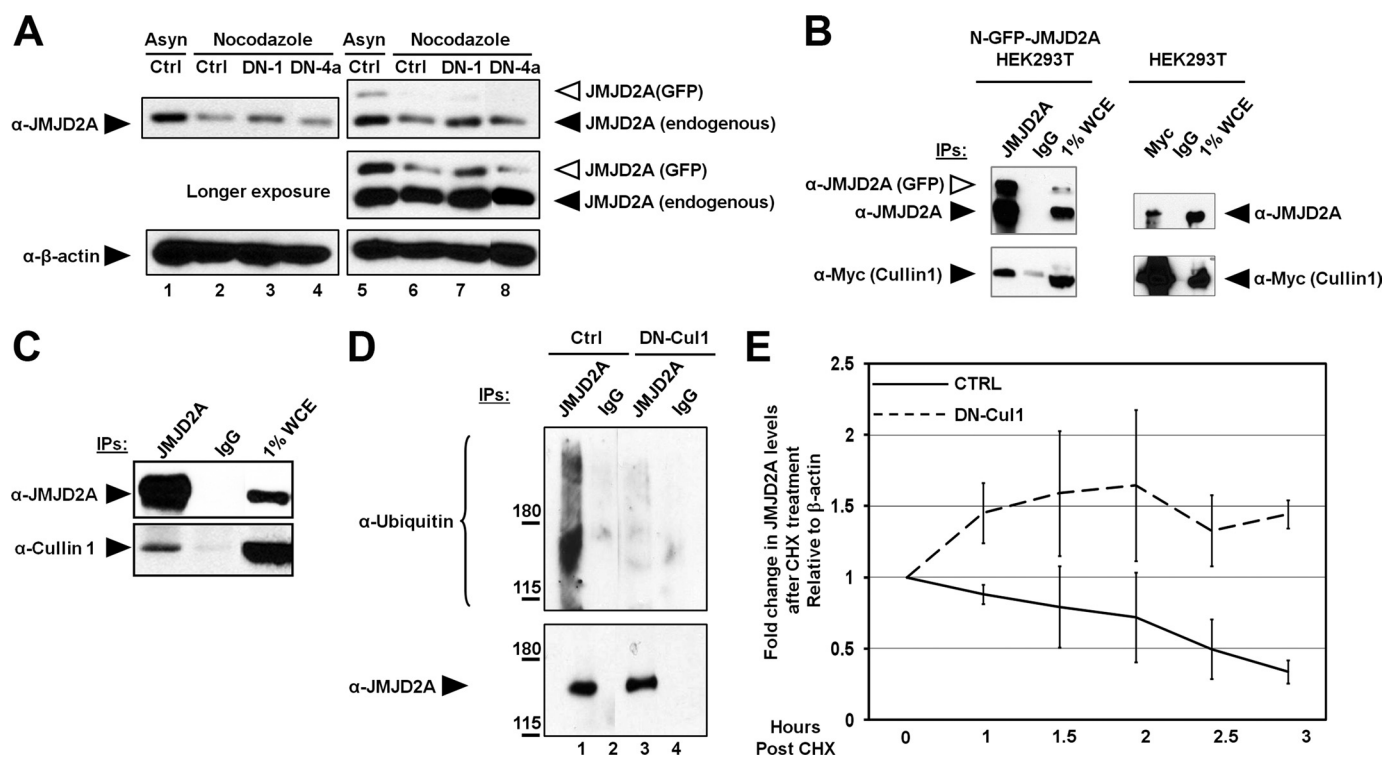 A
Asyn Nocodazole Asyn Nocodazole
Ctrl Ctrl DN-1 DN-4a Ctrl Ctrl DN-1 DN-4a
JMJD2A(GFP)
α-JMJD2A JMJD2A (endogenous)
JMJD2A (GFP)
Longer exposure JMJD2A (endogenous)
α-β-actin
1 2 3 4 5 6 7 8
B
N-GFP-JMJD2A
HEK293T HEK293T
IPs: JMJD2A IgG 1% WCE Myc IgG 1% WCE
α-JMJD2A (GFP)
α-JMJD2A α-JMJD2A
α-Myc (Cullin1) α-Myc (Cullin1)
C
IPs: JMJD2A IgG 1% WCE
α-JMJD2A
α-Cullin 1
D
Ctrl DN-Cul1
IPs: JMJD2A IgG JMJD2A IgG
180
α-Ubiquitin
115
180
α-JMJD2A
115
1 2 3 4
E
Fold change in JMJD2A levels
after CHX treatment
Relative to β-actin
2.5
2
1.5
1
0.5
0
CTRL
DN-Cul1
Hours
Post CHX
0 1 1.5 2 2.5 3